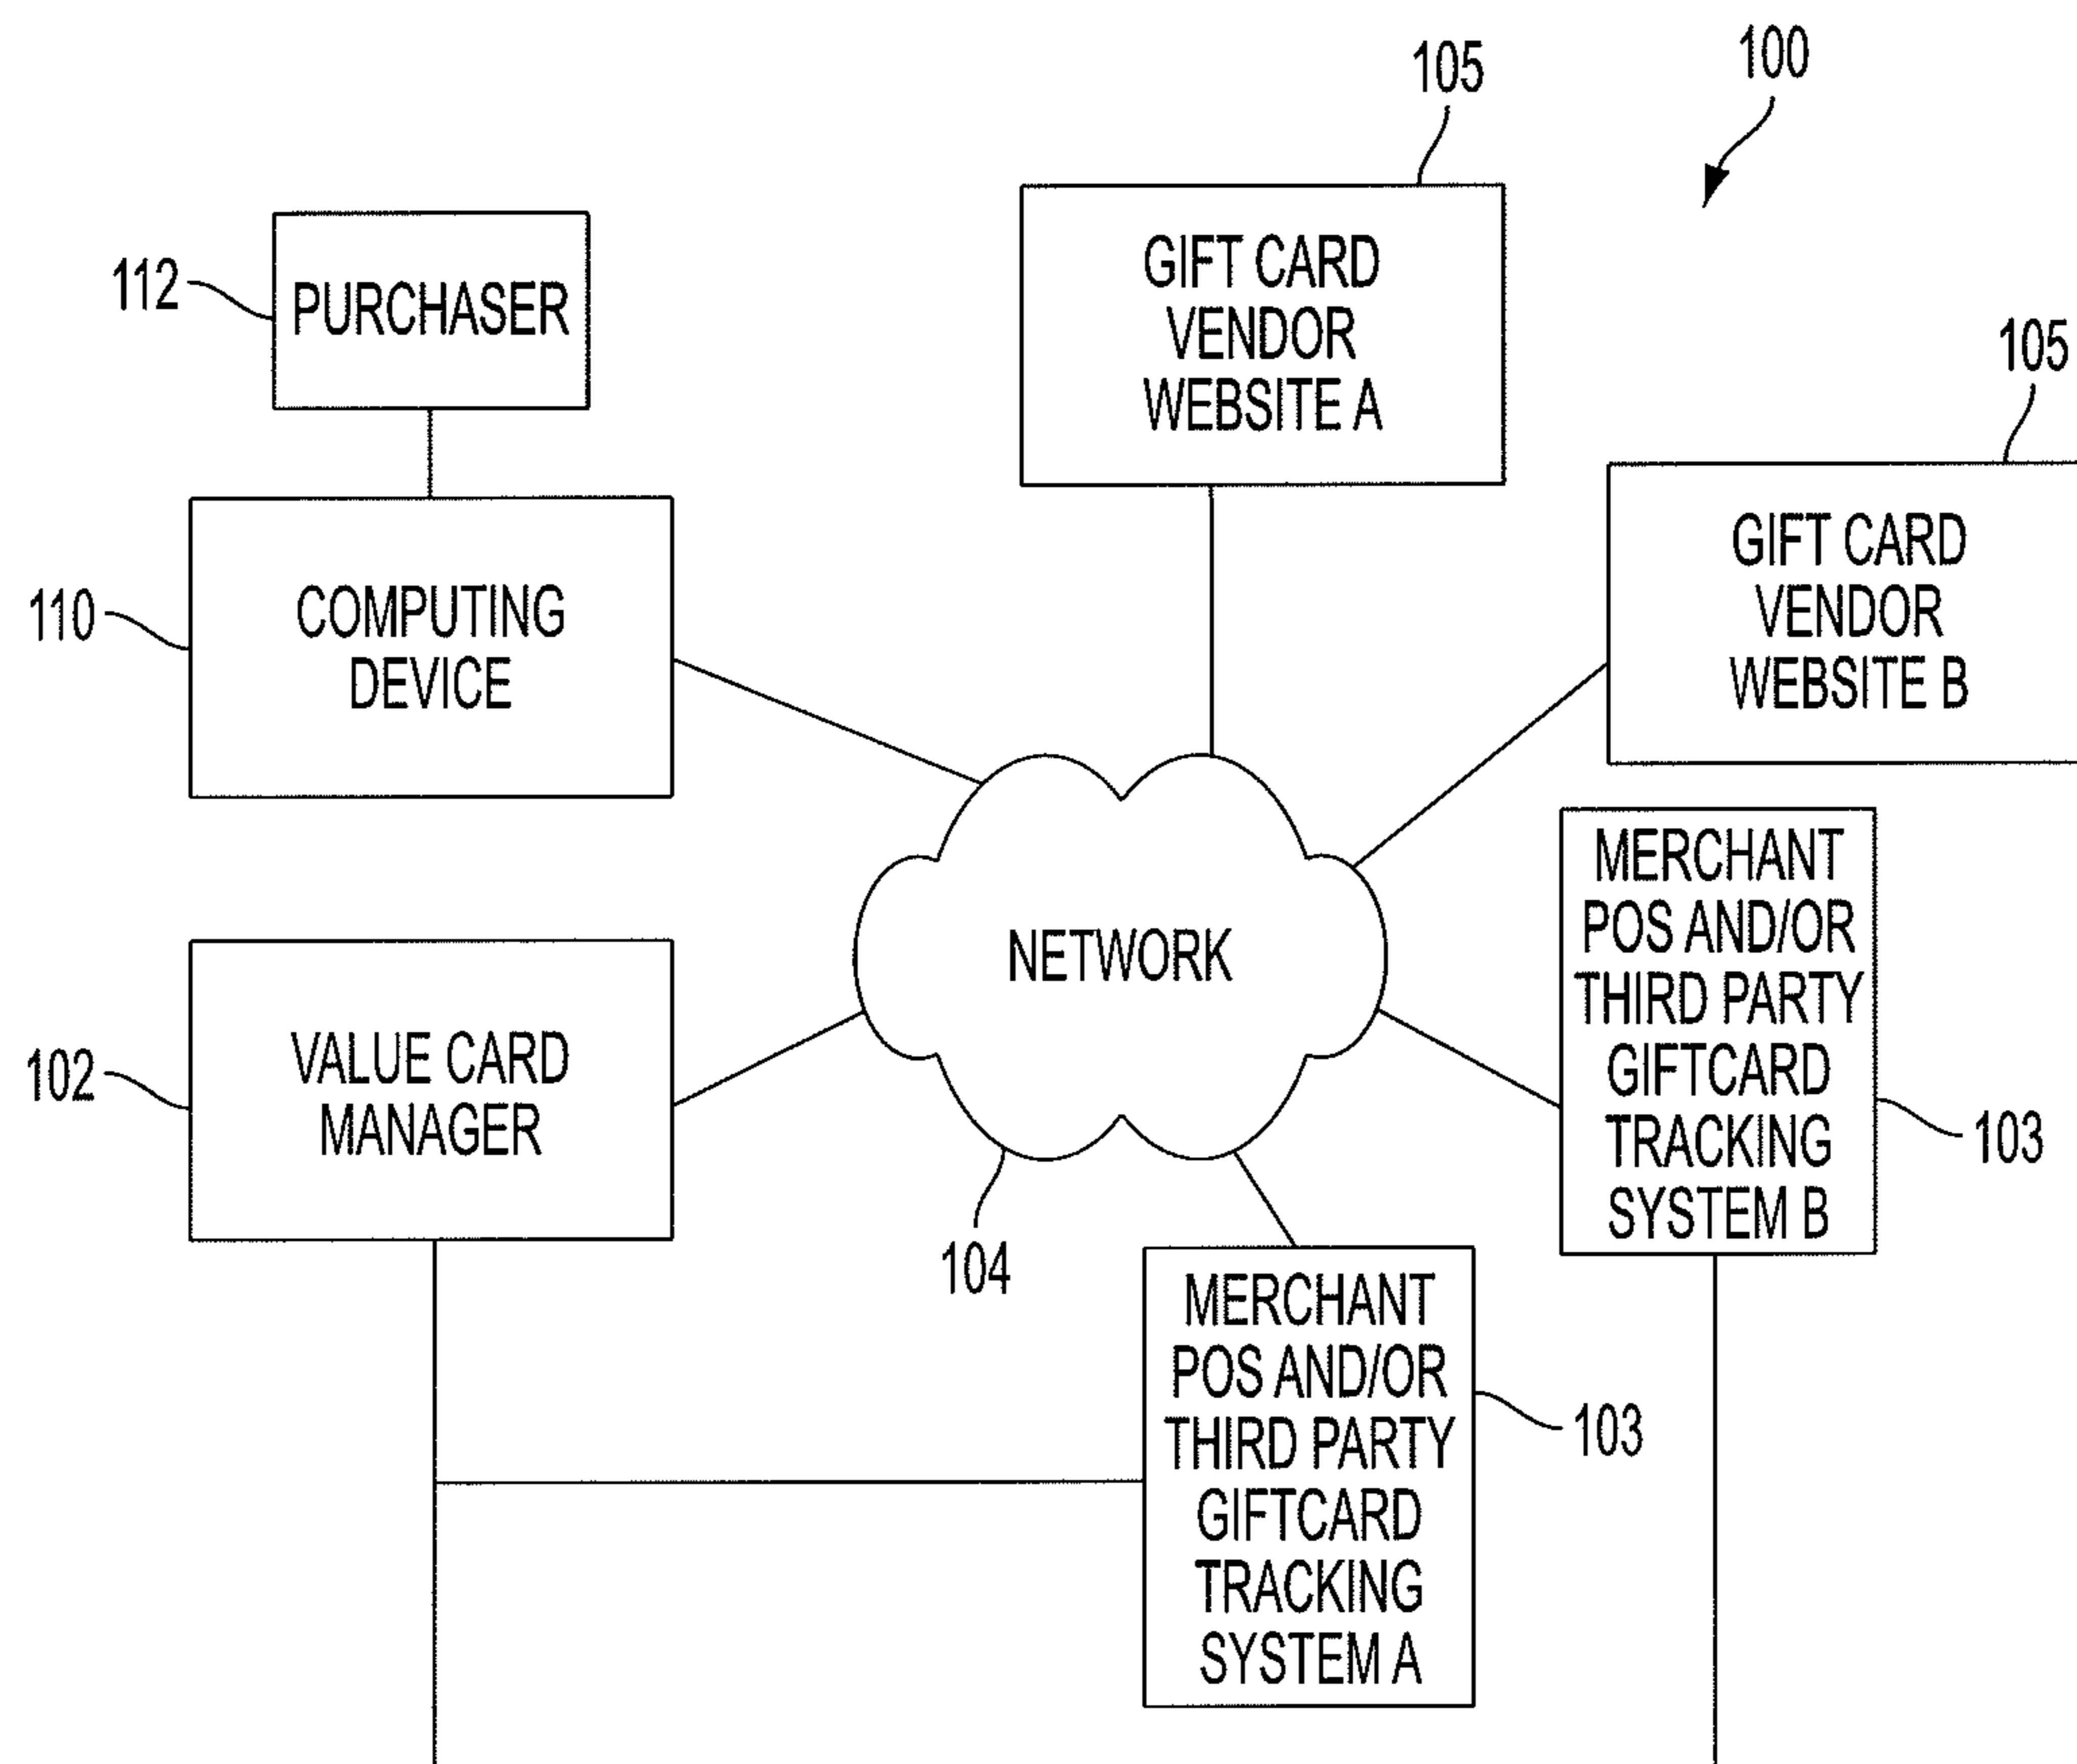 100
105
112
PURCHASER
GIFT CARD
VENDOR
WEBSITE A
105
110
COMPUTING
DEVICE
GIFT CARD
VENDOR
WEBSITE B
NETWORK
104
102
VALUE CARD
MANAGER
MERCHANT
POS AND/OR
THIRD PARTY
GIFTCARD
TRACKING
SYSTEM B
103
MERCHANT
POS AND/OR
THIRD PARTY
GIFTCARD
TRACKING
SYSTEM A
103